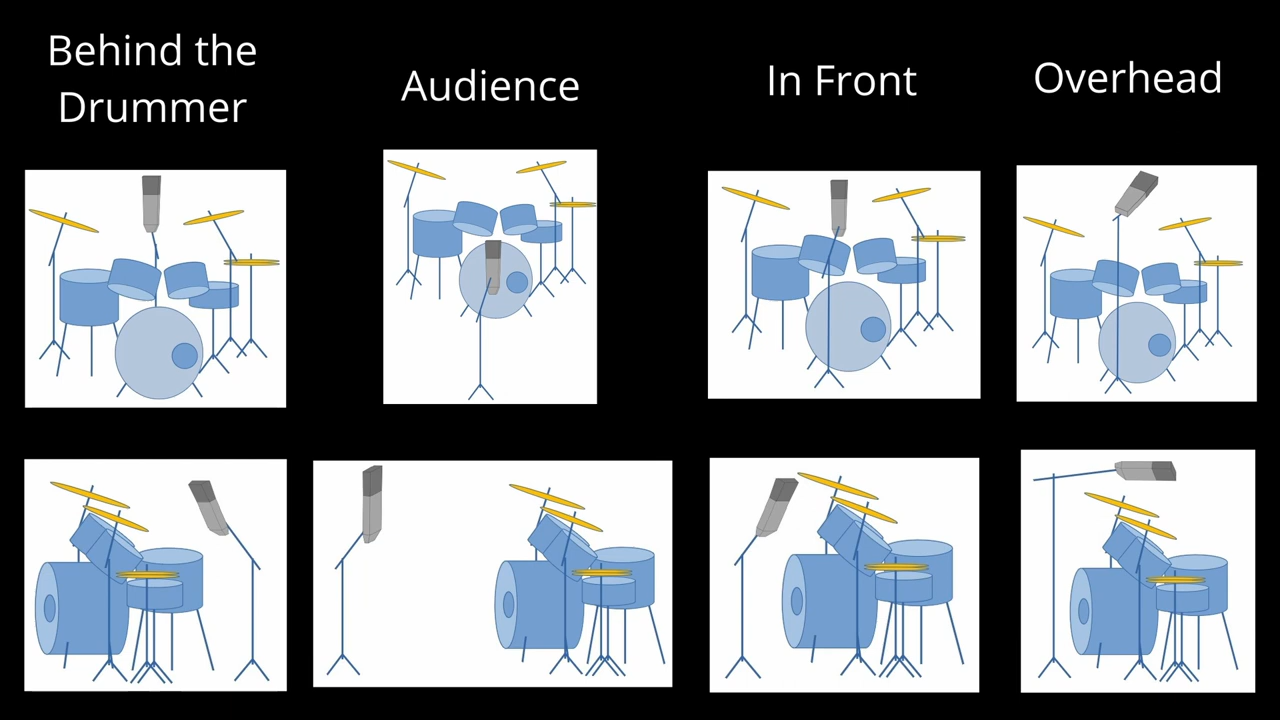 Behind the
Drummer
Audience
In Front
Overhead